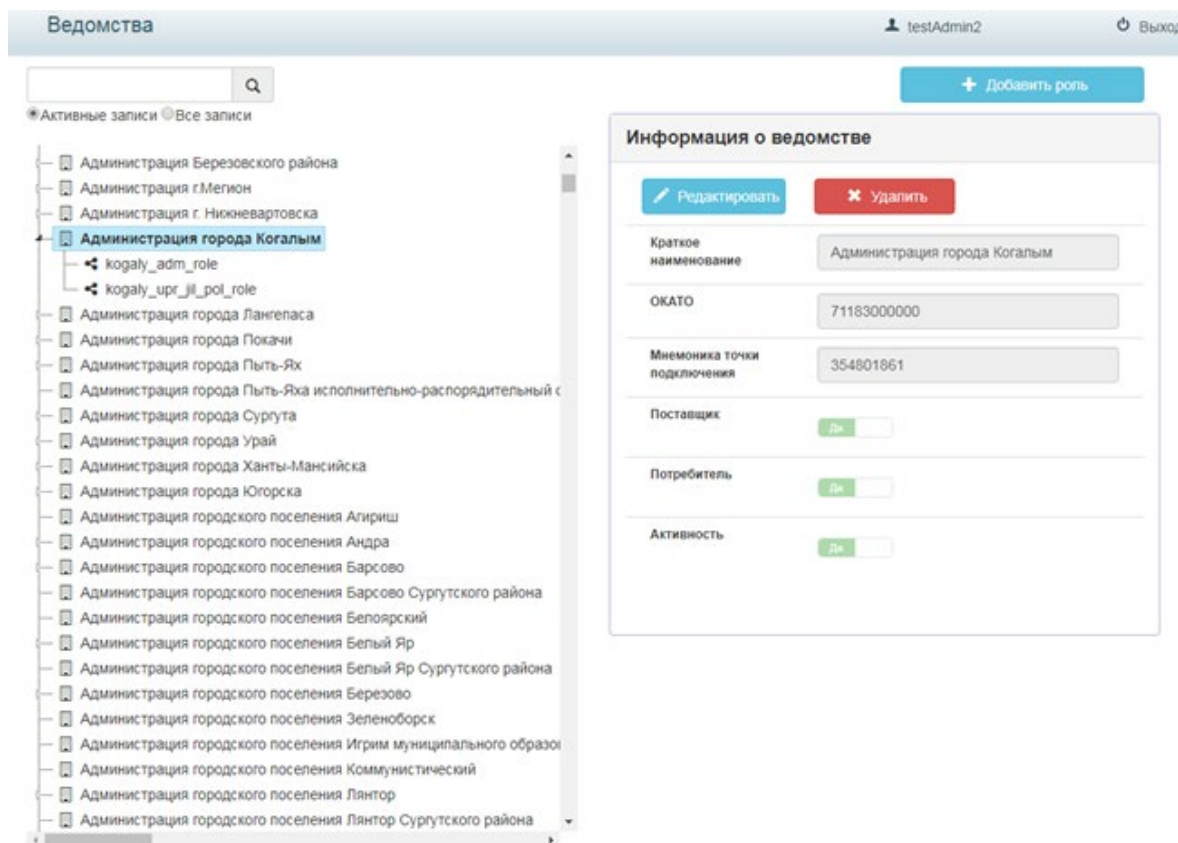 Ведомства
testAdmin2
Выход
Добавить роль
Активные записи Все записи
Администрация Березовского района
Администрация г.Мегион
Администрация г. Нижневартовска
Администрация города Когалым
kogaly_adm_role
kogaly_upr_jil_pol_role
Администрация города Лангепаса
Администрация города Покачи
Администрация города Пыть-Ях
Администрация города Пыть-Яха исполнительно-распорядительный о
Администрация города Сургута
Администрация города Урай
Администрация города Ханты-Мансийска
Администрация города Югорска
Администрация городского поселения Агириш
Администрация городского поселения Андра
Администрация городского поселения Барсово
Администрация городского поселения Барсово Сургутского района
Администрация городского поселения Белоярский
Администрация городского поселения Белый Яр
Администрация городского поселения Белый Яр Сургутского района
Администрация городского поселения Березово
Администрация городского поселения Зеленоборск
Администрация городского поселения Игрим муниципального образов
Администрация городского поселения Коммунистический
Администрация городского поселения Лянтор
Администрация городского поселения Лянтор Сургутского района
Информация о ведомстве
Редактировать
Удалить
Краткое
наименование
Администрация города Когалым
ОКАТО
71183000000
Мнемоника точки
подключения
354801861
Поставщик
Да
Потребитель
Да
Активность
Да